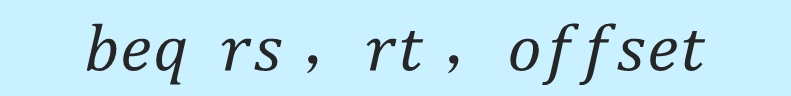 beq rs , rt , offset